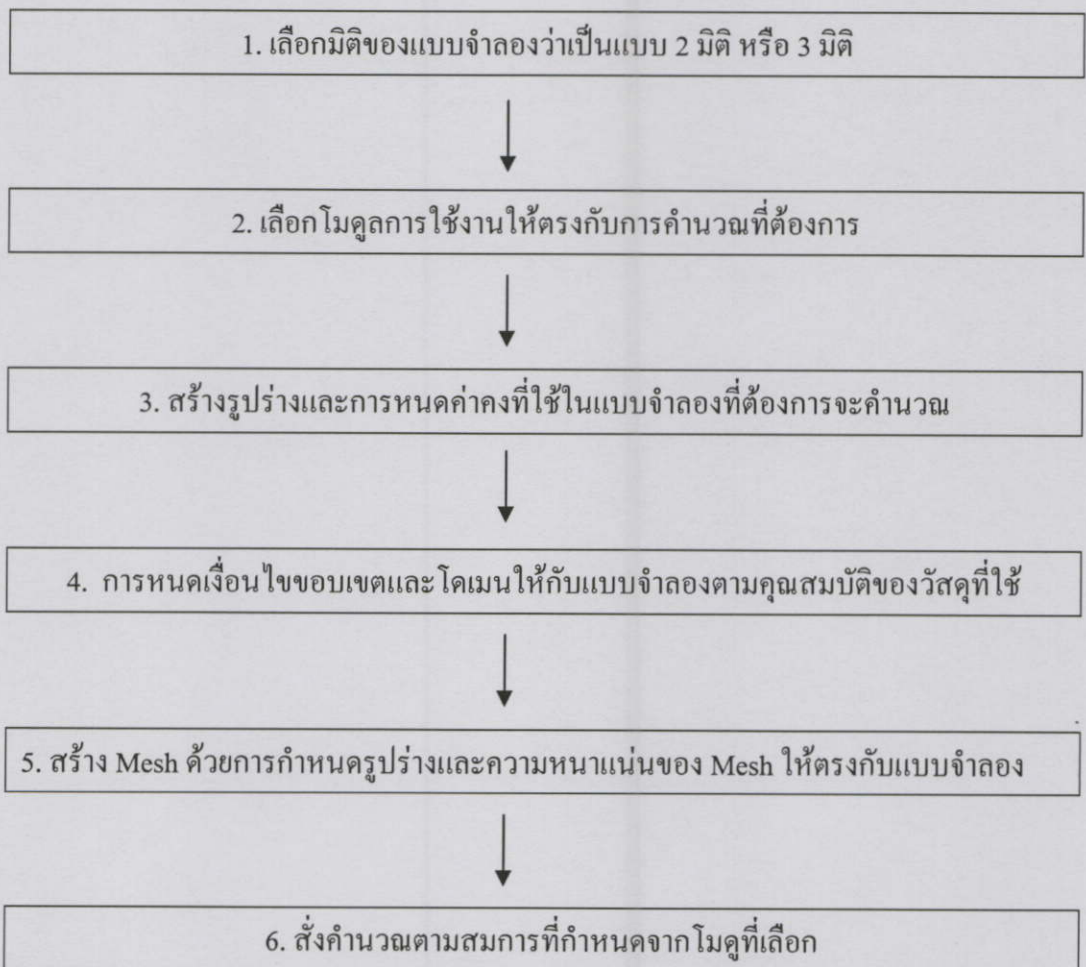 1. เลือกมิติของแบบจำลองว่าเป็นแบบ 2 มิติ หรือ 3 มิติ
2. เลือกโมดูลการใช้งานให้ตรงกับการคำนวณที่ต้องการ
3. สร้างรูปร่างและการหนดค่าคงที่ใช้ในแบบจำลองที่ต้องการจะคำนวณ
4. การหนดเงื่อนไขขอบเขตและโดเมนให้กับแบบจำลองตามคุณสมบัติของวัสดุที่ใช้
5. สร้าง Mesh ด้วยการกำหนดรูปร่างและความหนาแน่นของ Mesh ให้ตรงกับแบบจำลอง
6. สั่งคำนวณตามสมการที่กำหนดจากโมดูที่เลือก